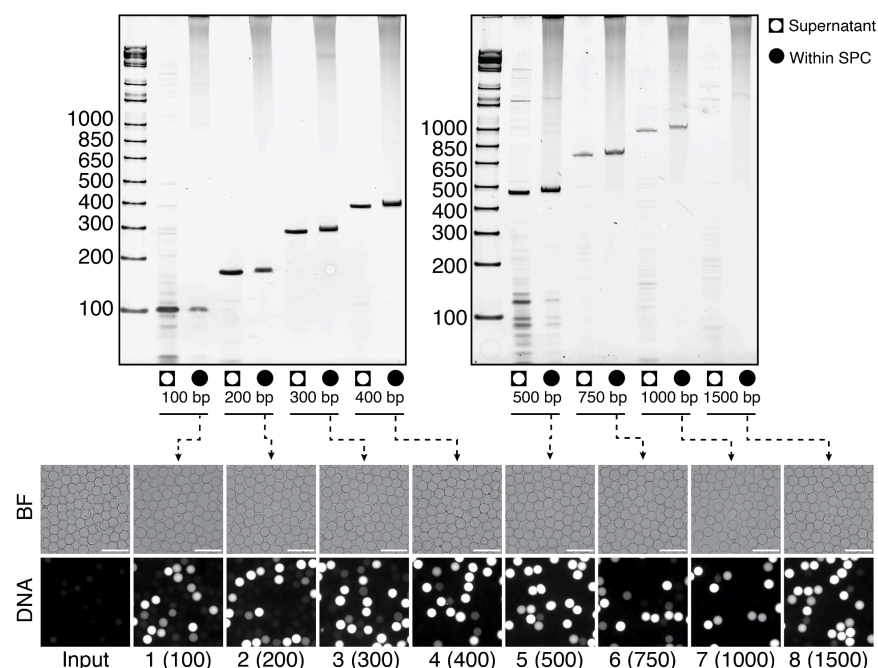 Supernatant
Within SPC
1000
850
650
500
400
300
200
100
1000
850
650
500
400
300
200
100
100 bp
200 bp
300 bp
400 bp
500 bp
750 bp
1000 bp
1500 bp
BF
DNA
Input
1 (100)
2 (200)
3 (300)
4 (400)
5 (500)
6 (750)
7 (1000)
8 (1500)